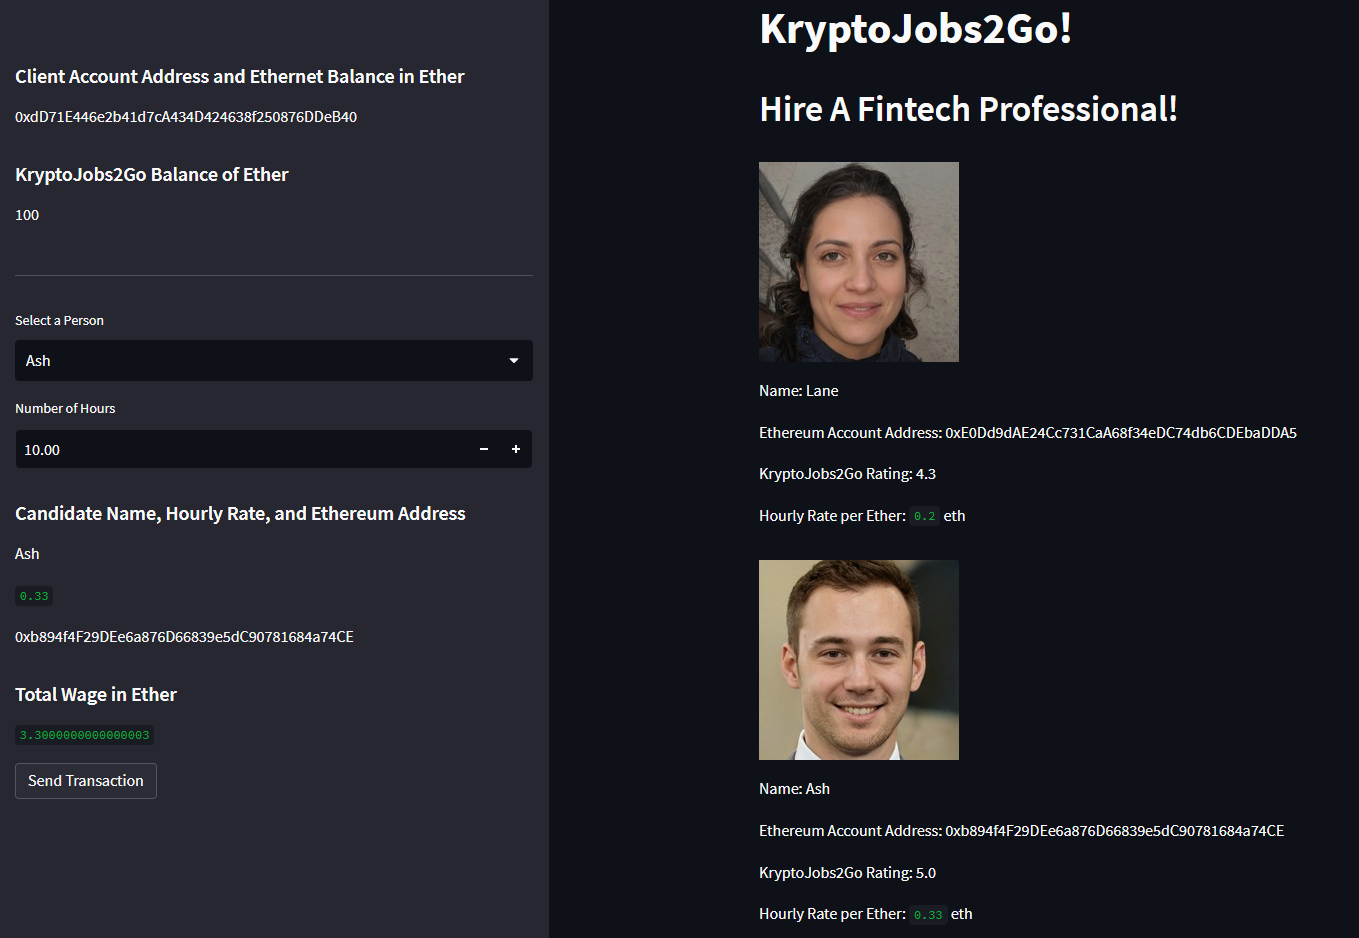 Client Account Address and Ethernet Balance in Ether
0xdD71E446e2b41d7cA434D424638f250876DDeB40
KryptoJobs2Go Balance of Ether
100
Select a Person
Ash
Number of Hours
10.00
Candidate Name, Hourly Rate, and Ethereum Address
Ash
0.33
0xb894f4F29DEe6a876D66839e5dC90781684a74CE
Total Wage in Ether
3.3000000000000003
Send Transaction
KryptoJobs2Go!
Hire A Fintech Professional!
Name: Lane
Ethereum Account Address: 0xE0Dd9dAE24Cc731CaA68f34eDC74db6CDEbaDDA5
KryptoJobs2Go Rating: 4.3
Hourly Rate per Ether: 0.2 eth
Name: Ash
Ethereum Account Address: 0xb894f4F29DEe6a876D66839e5dC90781684a74CE
KryptoJobs2Go Rating: 5.0
Hourly Rate per Ether: 0.33 eth